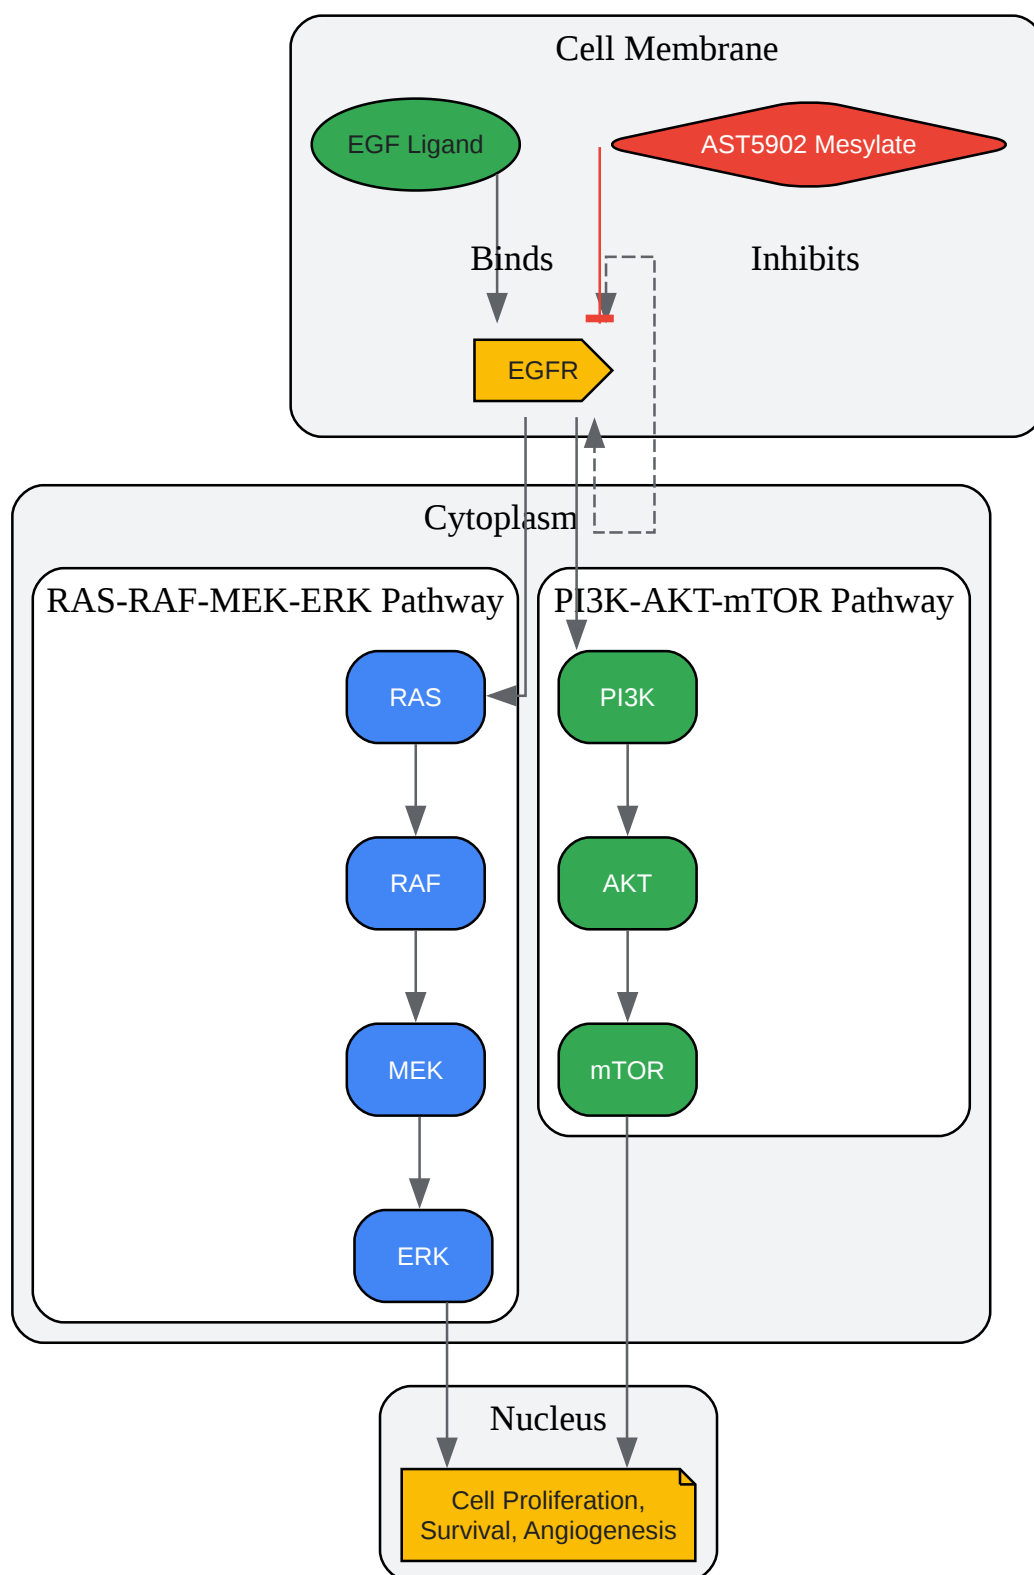 Cell Membrane
EGF Ligand
AST5902 Mesylate
Binds
Inhibits
EGFR
Cytoplasm
RAS-RAF-MEK-ERK Pathway
PI3K-AKT-mTOR Pathway
RAS
PI3K
RAF
AKT
MEK
mTOR
ERK
Nucleus
Cell Proliferation,
Survival, Angiogenesis